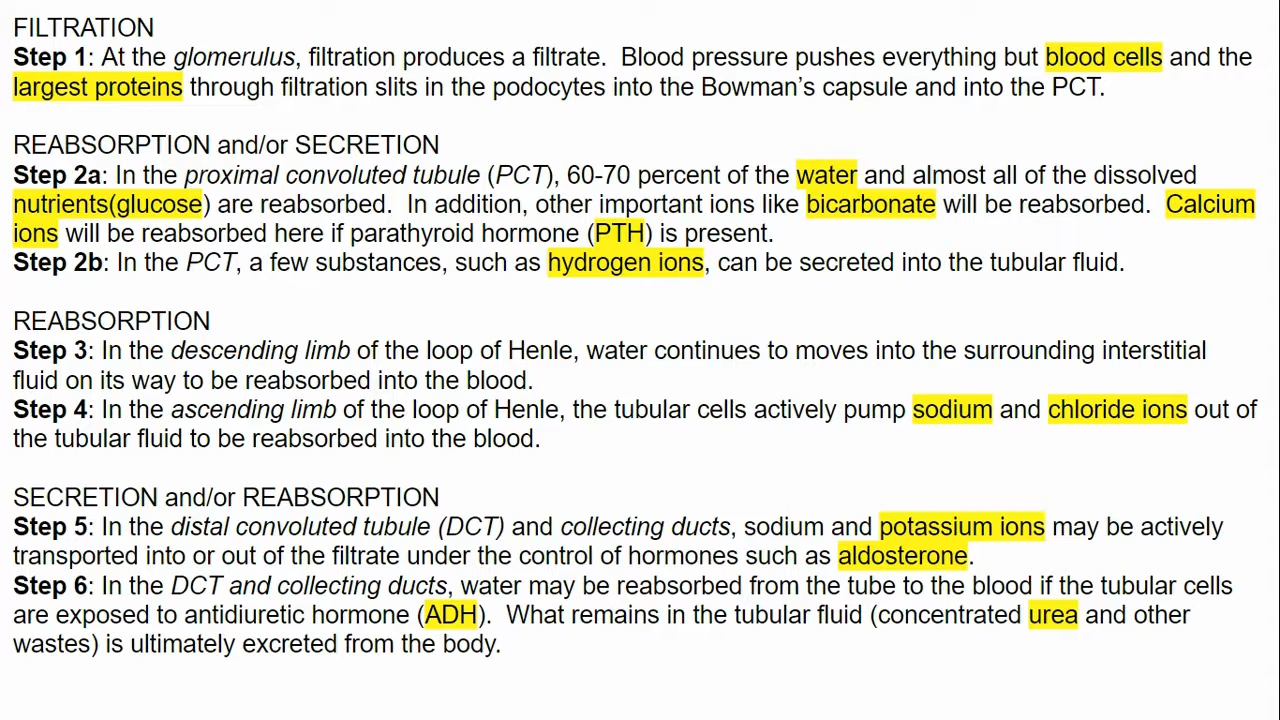 FILTRATION
Step 1: At the glomerulus, filtration produces a filtrate.  Blood pressure pushes everything but blood cells and the
largest proteins through filtration slits in the podocytes into the Bowman’s capsule and into the PCT.
REABSORPTION and/or SECRETION
Step 2a: In the proximal convoluted tubule (PCT), 60-70 percent of the water and almost all of the dissolved
nutrients(glucose) are reabsorbed.  In addition, other important ions like bicarbonate will be reabsorbed.  Calcium
ions will be reabsorbed here if parathyroid hormone (PTH) is present.
Step 2b: In the PCT, a few substances, such as hydrogen ions, can be secreted into the tubular fluid.
REABSORPTION
Step 3: In the descending limb of the loop of Henle, water continues to moves into the surrounding interstitial
fluid on its way to be reabsorbed into the blood.
Step 4: In the ascending limb of the loop of Henle, the tubular cells actively pump sodium and chloride ions out of
the tubular fluid to be reabsorbed into the blood.
SECRETION and/or REABSORPTION
Step 5: In the distal convoluted tubule (DCT) and collecting ducts, sodium and potassium ions may be actively
transported into or out of the filtrate under the control of hormones such as aldosterone.
Step 6: In the DCT and collecting ducts, water may be reabsorbed from the tube to the blood if the tubular cells
are exposed to antidiuretic hormone (ADH).  What remains in the tubular fluid (concentrated urea and other
wastes) is ultimately excreted from the body.